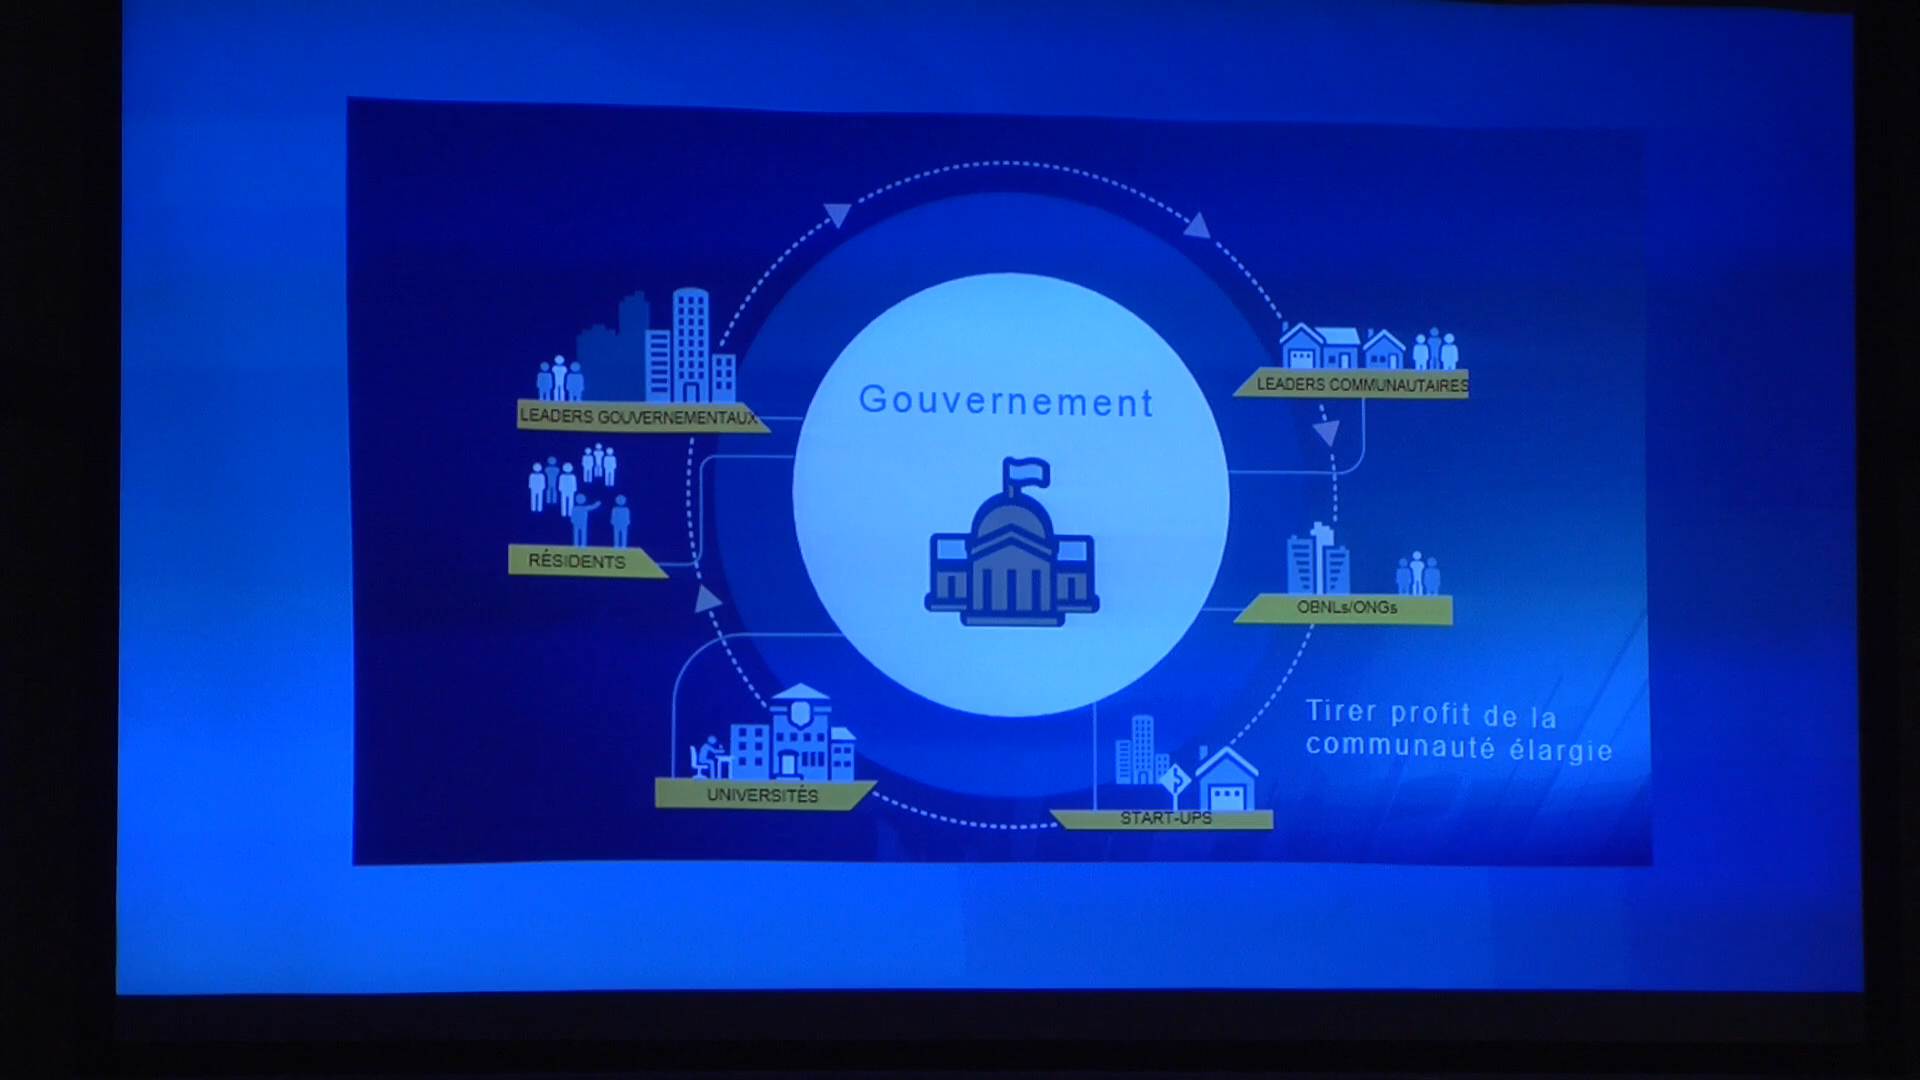 Gouvernement
LEADERS GOUVERNEMENTAUX
LEADERS COMMUNAUTAIRES
RÉSIDENTS
OBNLs/ONGs
UNIVERSITÉS
START-UPS
Tirer profit de la
communauté élargie